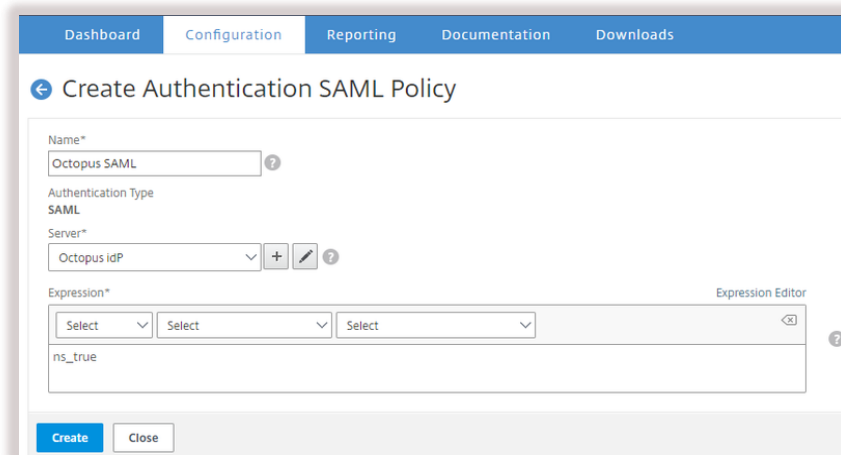 Dashboard Configuration Reporting Documentation Downloads
Create Authentication SAML Policy
Name*
Octopus SAML
Authentication Type
SAML
Server*
Octopus idP
Expression* Expression Editor
Select Select Select
ns_true
Create Close